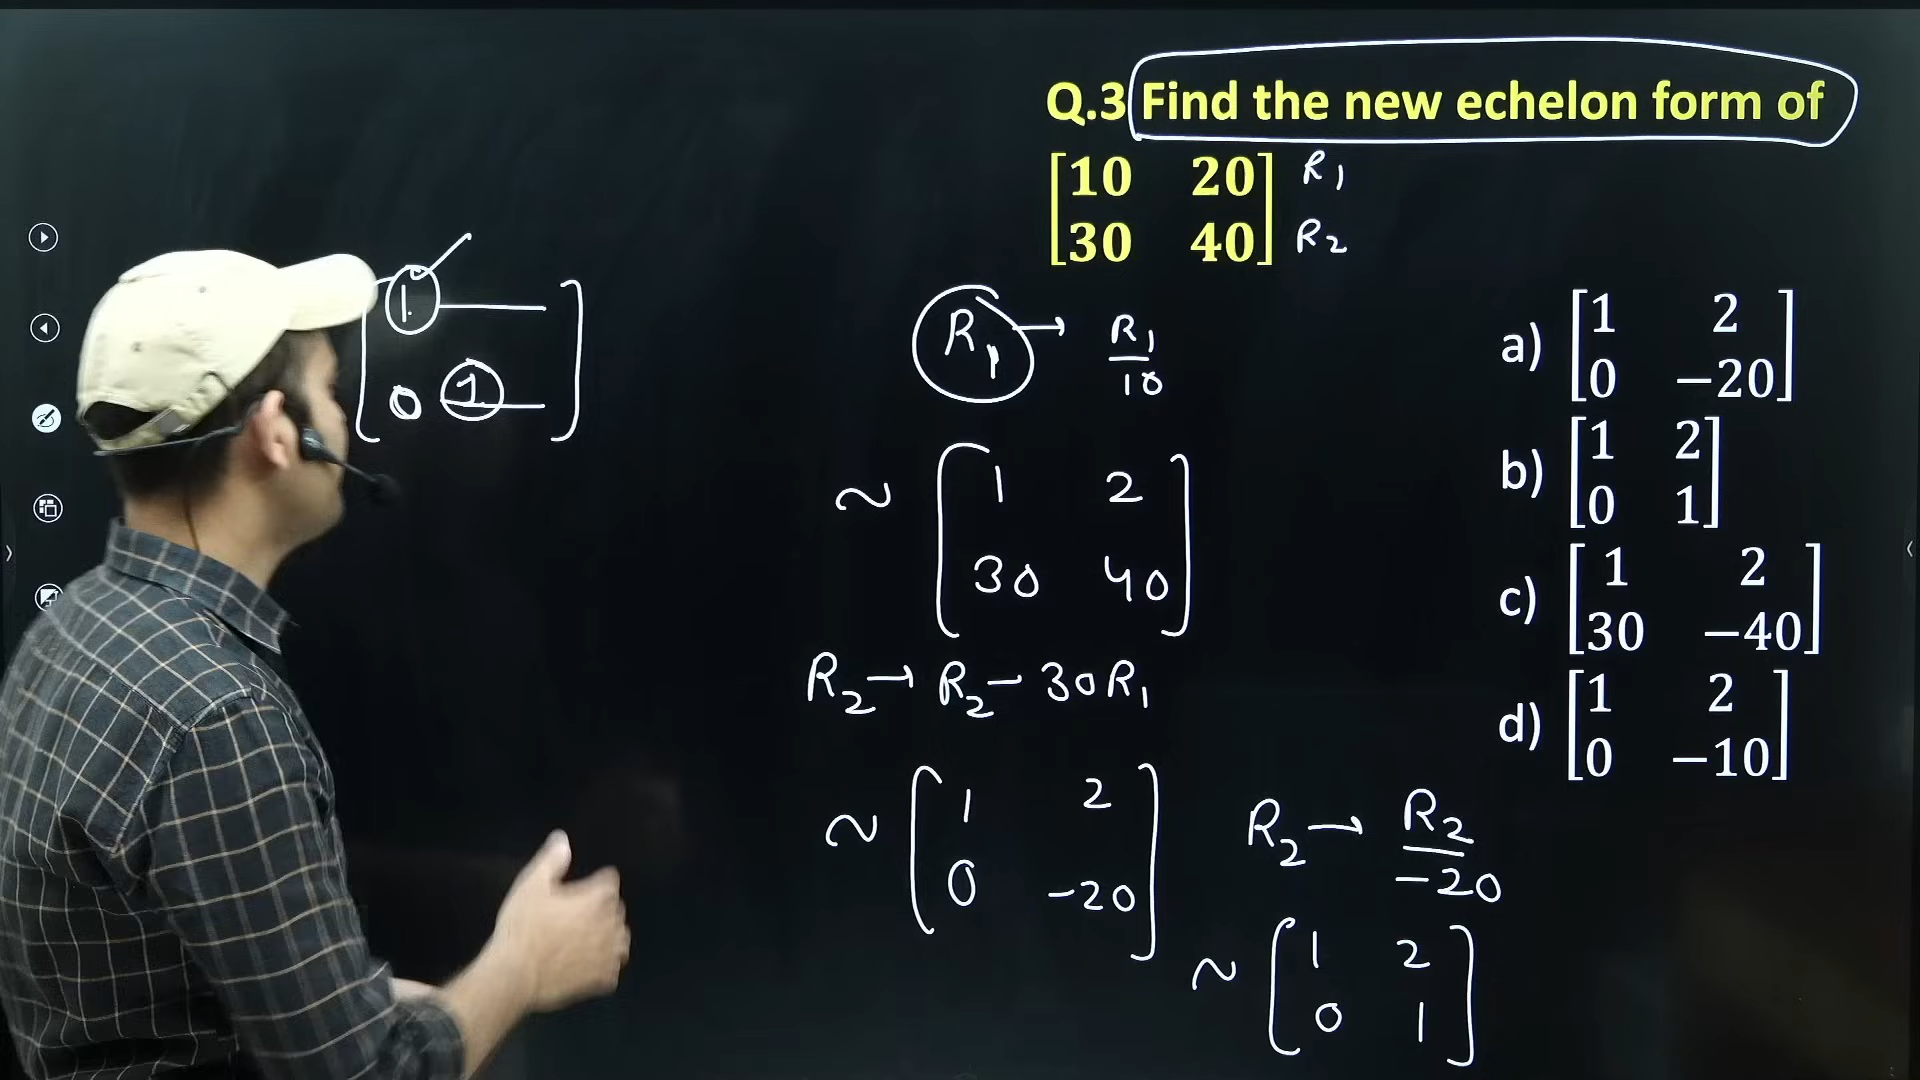 Q.3 Find the new echelon form of
[10 20] R1
[30 40] R2
[1
0 1]
R1 → R1/10
~ [1 2
30 40]
R2 → R2 - 30R1
~ [1 2
0 -20]
R2 → R2/-20
~ [1 2
0 1]
a) [1 2
0 −20]
b) [1 2
0 1]
c) [1 2
30 −40]
d) [1 2
0 −10]